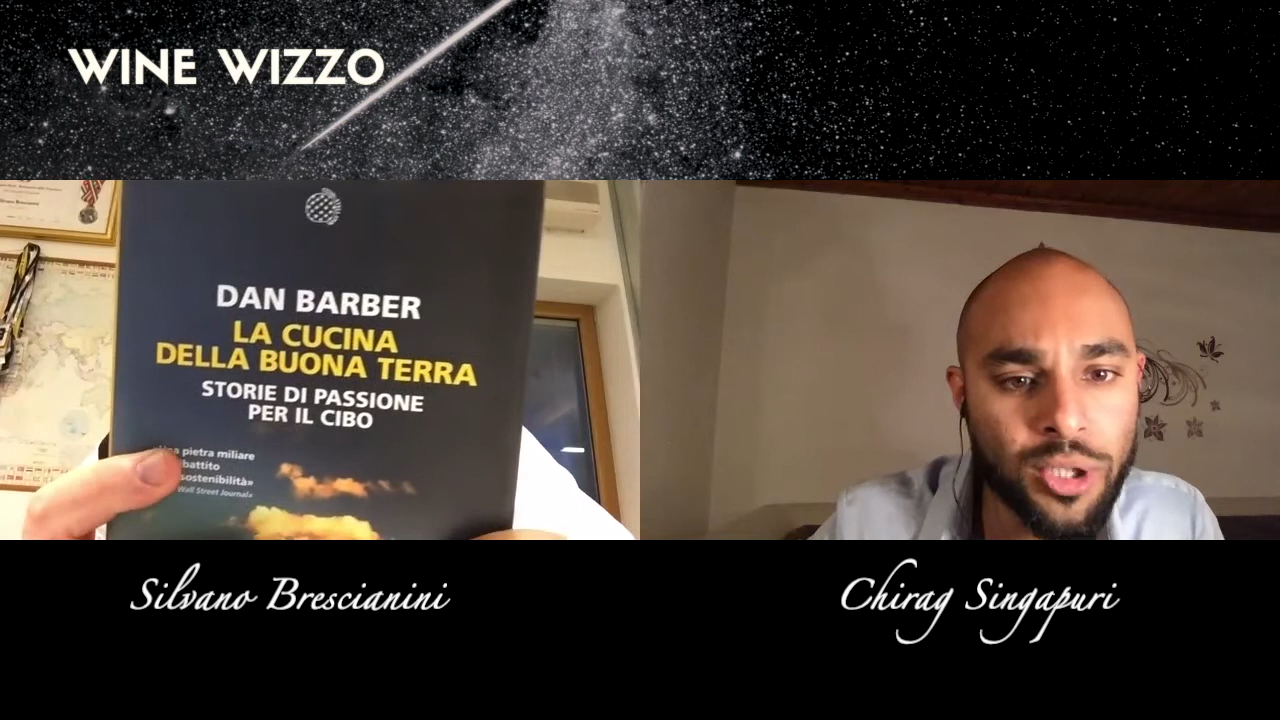 WINE WIZZO
DAN BARBER
LA CUCINA
DELLA BUONA TERRA
STORIE DI PASSIONE
PER IL CIBO
pietra miliare
battito
sostenibilità»
Wall Street Journal»
Silvano Brescianini
Chirag Singapuri